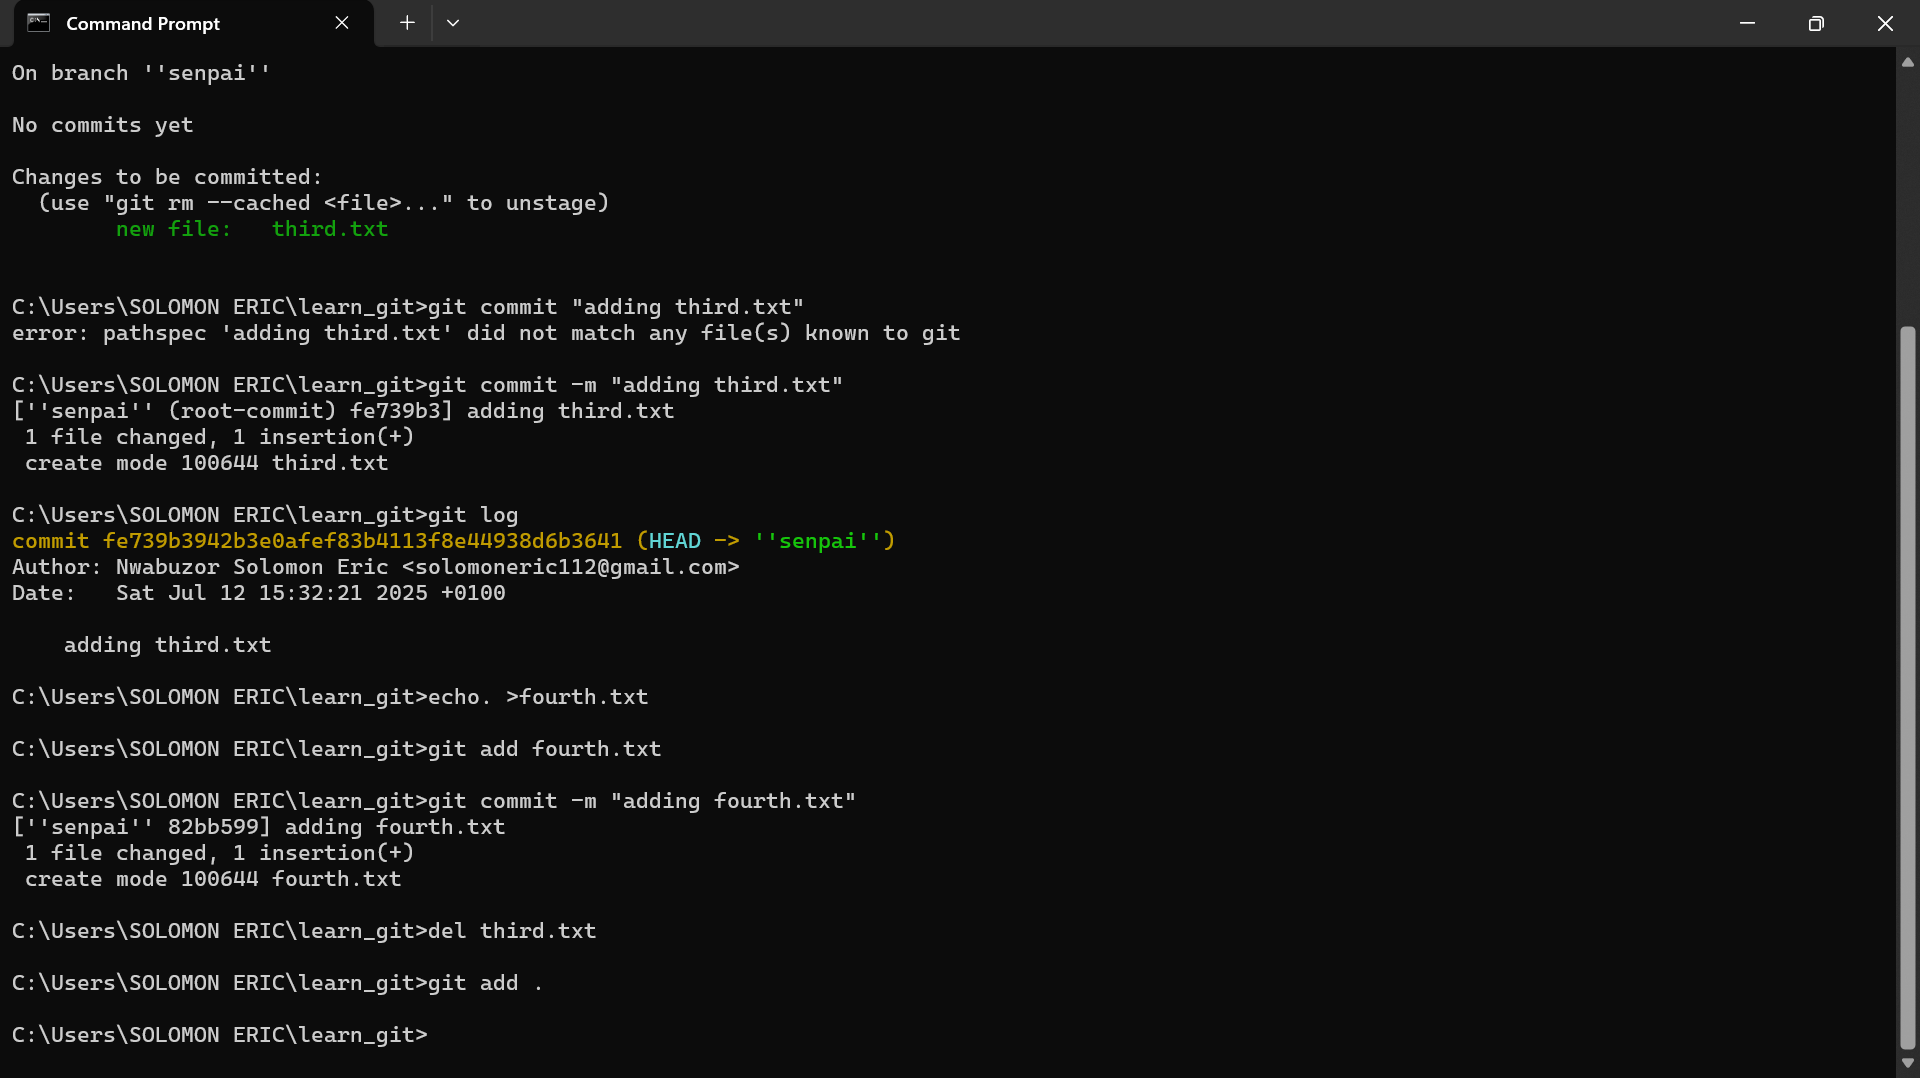 Command Prompt
On branch ''senpai''
No commits yet
Changes to be committed:
  (use "git rm --cached <file>..." to unstage)
        new file:   third.txt
C:\Users\SOLOMON ERIC\learn_git>git commit "adding third.txt"
error: pathspec 'adding third.txt' did not match any file(s) known to git
C:\Users\SOLOMON ERIC\learn_git>git commit -m "adding third.txt"
[''senpai'' (root-commit) fe739b3] adding third.txt
 1 file changed, 1 insertion(+)
 create mode 100644 third.txt
C:\Users\SOLOMON ERIC\learn_git>git log
commit fe739b3942b3e0afef83b4113f8e44938d6b3641 (HEAD -> ''senpai'')
Author: Nwabuzor Solomon Eric <solomoneric112@gmail.com>
Date:   Sat Jul 12 15:32:21 2025 +0100
    adding third.txt
C:\Users\SOLOMON ERIC\learn_git>echo. >fourth.txt
C:\Users\SOLOMON ERIC\learn_git>git add fourth.txt
C:\Users\SOLOMON ERIC\learn_git>git commit -m "adding fourth.txt"
[''senpai'' 82bb599] adding fourth.txt
 1 file changed, 1 insertion(+)
 create mode 100644 fourth.txt
C:\Users\SOLOMON ERIC\learn_git>del third.txt
C:\Users\SOLOMON ERIC\learn_git>git add .
C:\Users\SOLOMON ERIC\learn_git>